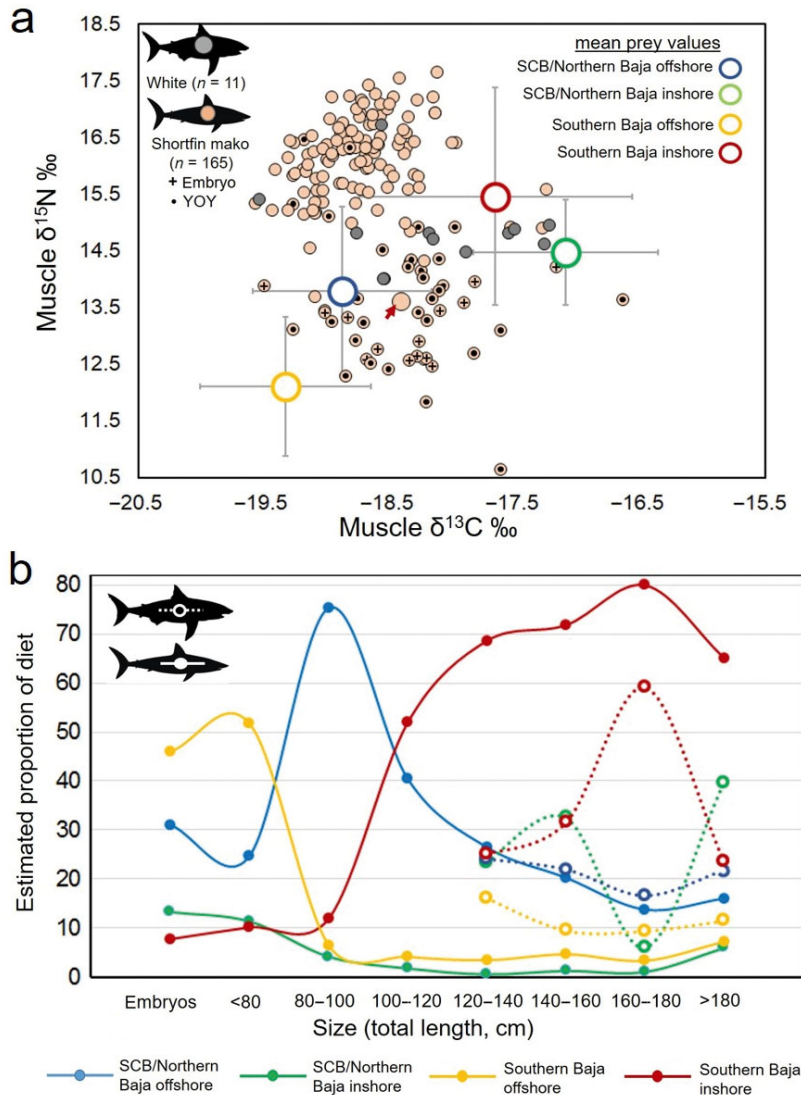 a
18.5
17.5
16.5
15.5
14.5
13.5
12.5
11.5
10.5
Muscle δ¹⁵N ‰
White (n = 11)
Shortfin mako
(n = 165)
+ Embryo
• YOY
mean prey values
SCB/Northern Baja offshore
SCB/Northern Baja inshore
Southern Baja offshore
Southern Baja inshore
−20.5 −19.5 −18.5 −17.5 −16.5 −15.5
Muscle δ¹³C ‰
b
80
70
60
50
40
30
20
10
0
Estimated proportion of diet
Embryos <80 80–100 100–120 120–140 140–160 160–180 >180
Size (total length, cm)
SCB/Northern
Baja offshore
SCB/Northern
Baja inshore
Southern Baja
offshore
Southern Baja
inshore